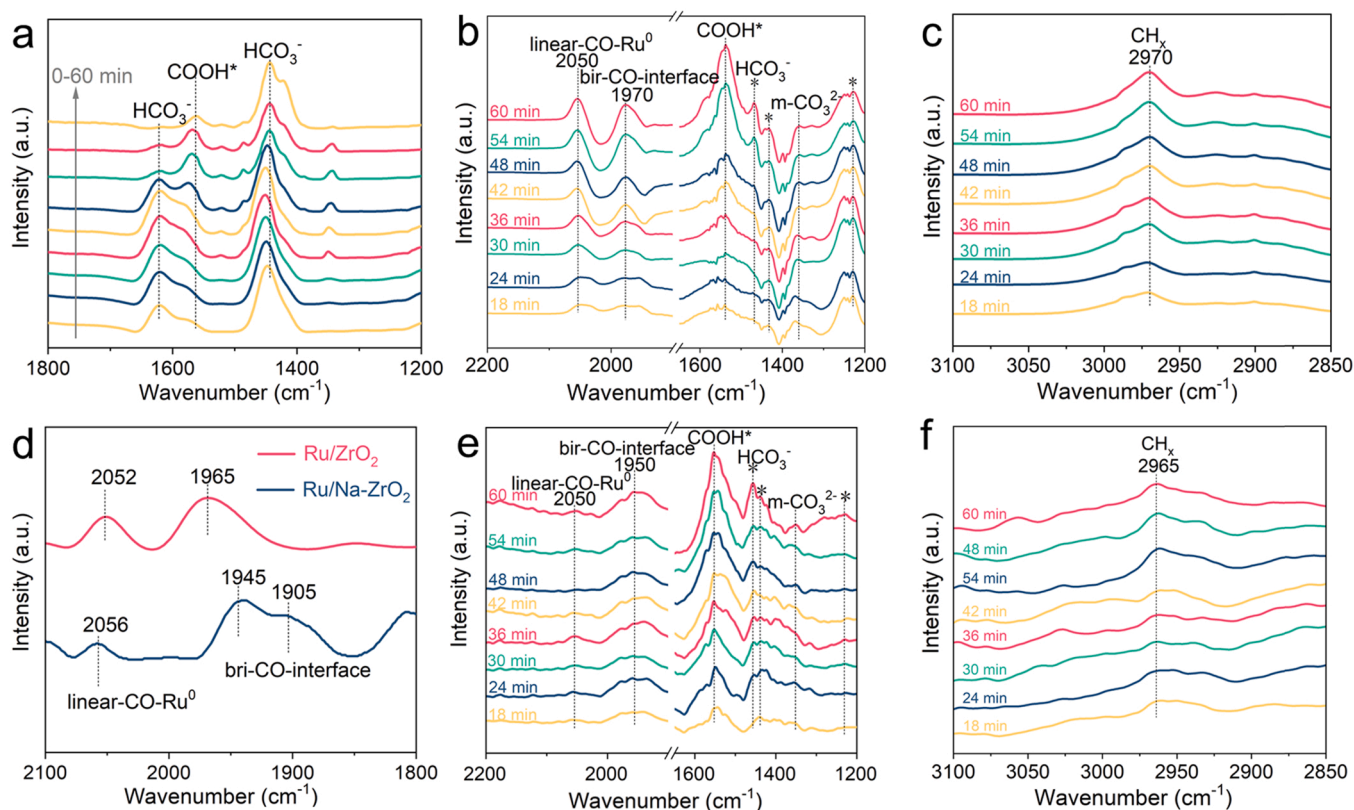 a
HCO₃⁻
COOH*
0-60 min
HCO₃⁻
Intensity (a.u.)
1800 1700 1600 1500 1400 1300 1200
Wavenumber (cm⁻¹)
b
COOH*
linear-CO-Ru⁰
2050
HCO₃⁻
bir-CO-interface
* *
1970
m-CO₃²⁻
*
60 min
54 min
48 min
42 min
36 min
30 min
24 min
18 min
Intensity (a.u.)
2200 2000 1600 1400 1200
Wavenumber (cm⁻¹)
c
CHₓ
2970
60 min
54 min
48 min
42 min
36 min
30 min
24 min
18 min
Intensity (a.u.)
3100 3050 3000 2950 2900 2850
Wavenumber (cm⁻¹)
d
Ru/ZrO₂
Ru/Na-ZrO₂
2052
1965
1945
1905
2056
bri-CO-interface
linear-CO-Ru⁰
Intensity (a.u.)
2100 2000 1900 1800
Wavenumber (cm⁻¹)
e
COOH*
bir-CO-interface
1950
HCO₃⁻
linear-CO-Ru⁰
2050
* *
m-CO₃²⁻
*
60 min
54 min
48 min
42 min
36 min
30 min
24 min
18 min
Intensity (a.u.)
2200 2000 1600 1400 1200
Wavenumber (cm⁻¹)
f
CHₓ
2965
60 min
48 min
54 min
42 min
36 min
30 min
24 min
18 min
Intensity (a.u.)
3100 3050 3000 2950 2900 2850
Wavenumber (cm⁻¹)